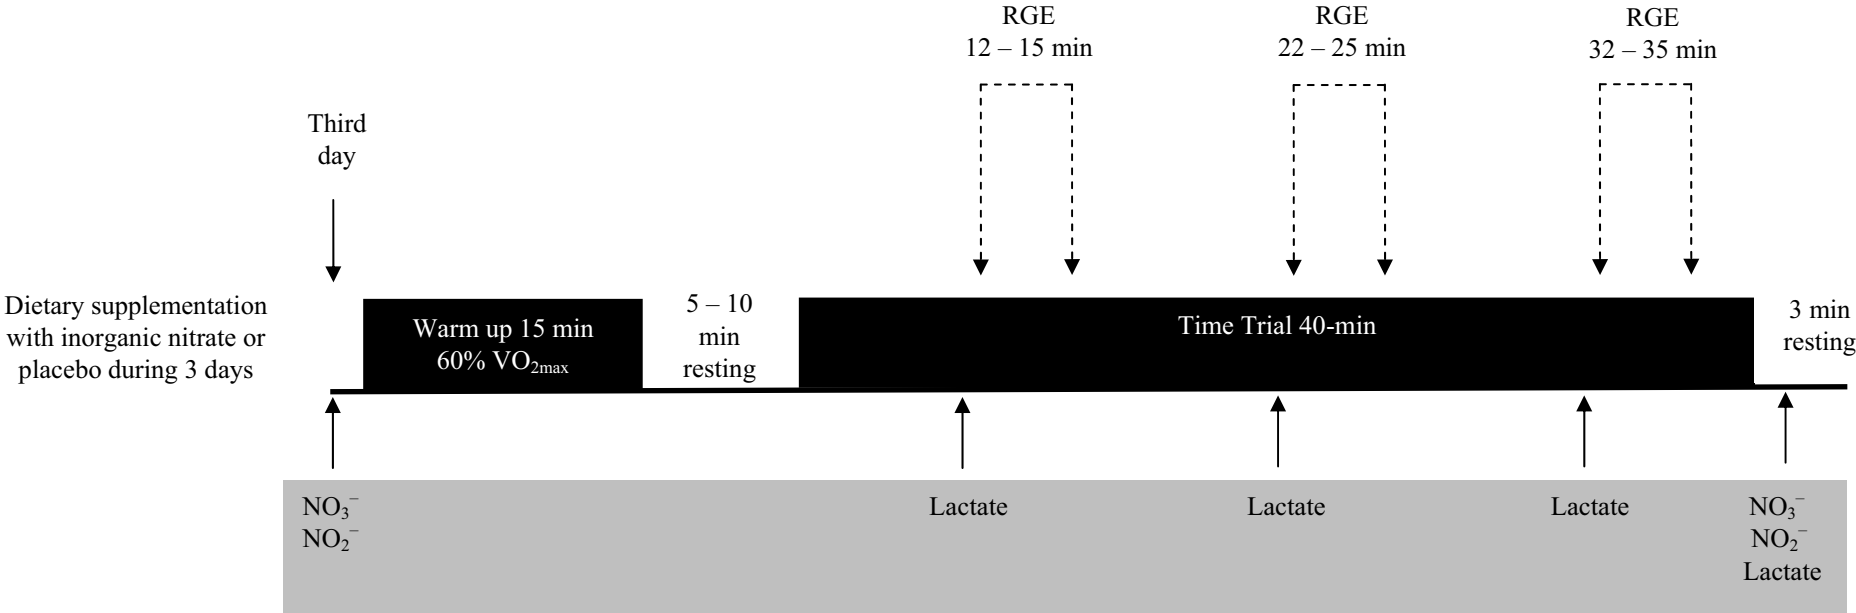 RGE
12 – 15 min
RGE
22 – 25 min
RGE
32 – 35 min
Third
day
Dietary supplementation
with inorganic nitrate or
placebo during 3 days
Warm up 15 min
60% VO₂max
5 – 10
min
resting
Time Trial 40-min
3 min
resting
NO₃⁻
NO₂⁻
Lactate
Lactate
Lactate
NO₃⁻
NO₂⁻
Lactate